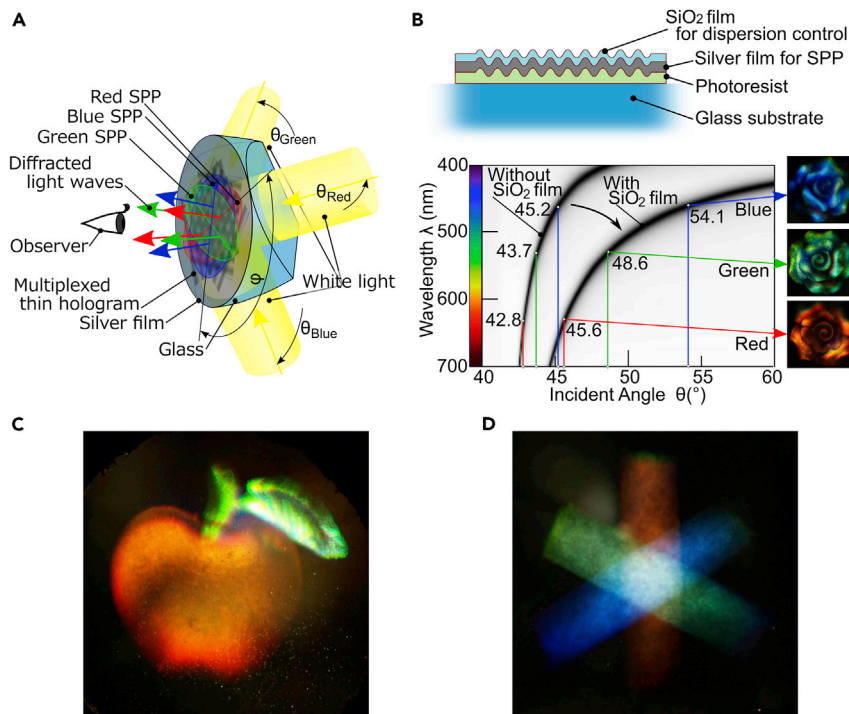 A
Red SPP
Blue SPP
Green SPP
Diffracted
light waves
Observer
Multiplexed
thin hologram
Silver film
Glass
θGreen
θRed
White light
φ
θBlue
B
SiO2 film
for dispersion control
Silver film for SPP
Photoresist
Glass substrate
Wavelength λ (nm)
400
500
600
700
Without
SiO2 film
With
SiO2 film
45.2
54.1
Blue
43.7
48.6
Green
42.8
45.6
Red
40 45 50 55 60
Incident Angle θ(°)
C
D